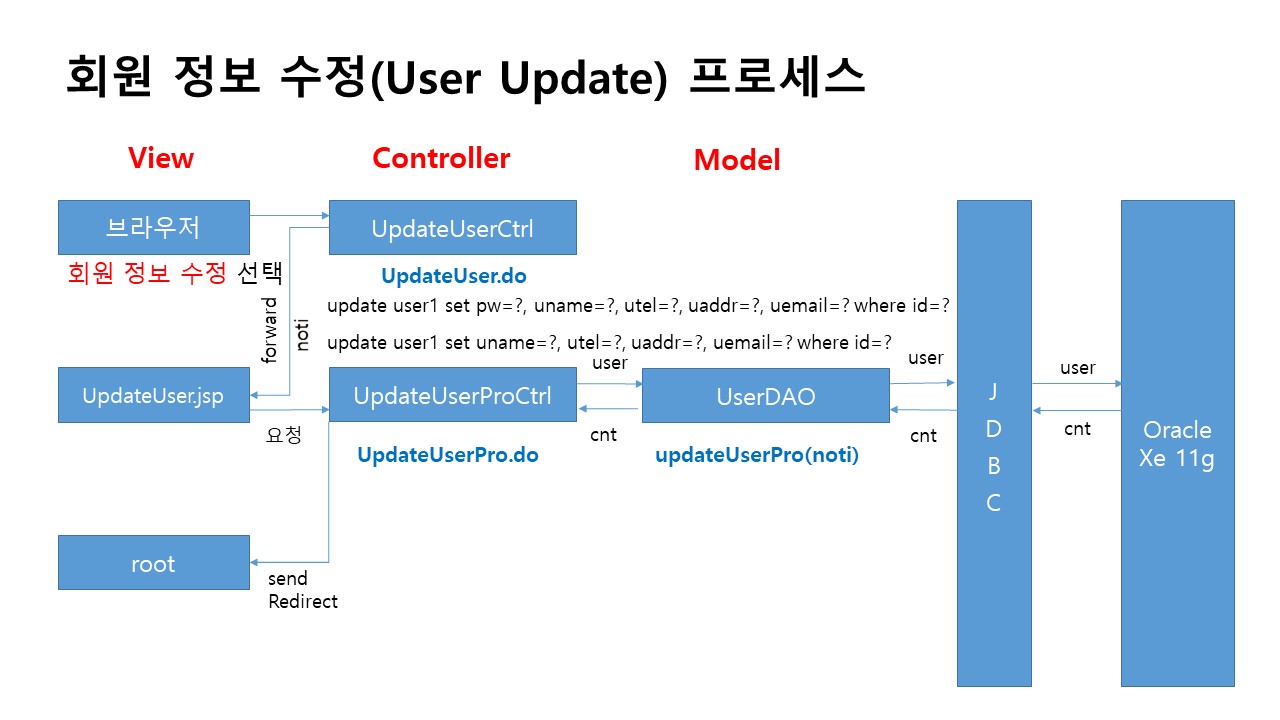 회원 정보 수정(User Update) 프로세스
View
Controller
Model
브라우저
UpdateUserCtrl
회원 정보 수정 선택
UpdateUser.do
forward
noti
update user1 set pw=?, uname=?, utel=?, uaddr=?, uemail=? where id=?
update user1 set uname=?, utel=?, uaddr=?, uemail=? where id=?
user
user
user
UpdateUser.jsp
UpdateUserProCtrl
UserDAO
J
D
B
C
Oracle
Xe 11g
요청
cnt
cnt
cnt
UpdateUserPro.do
updateUserPro(noti)
root
send
Redirect